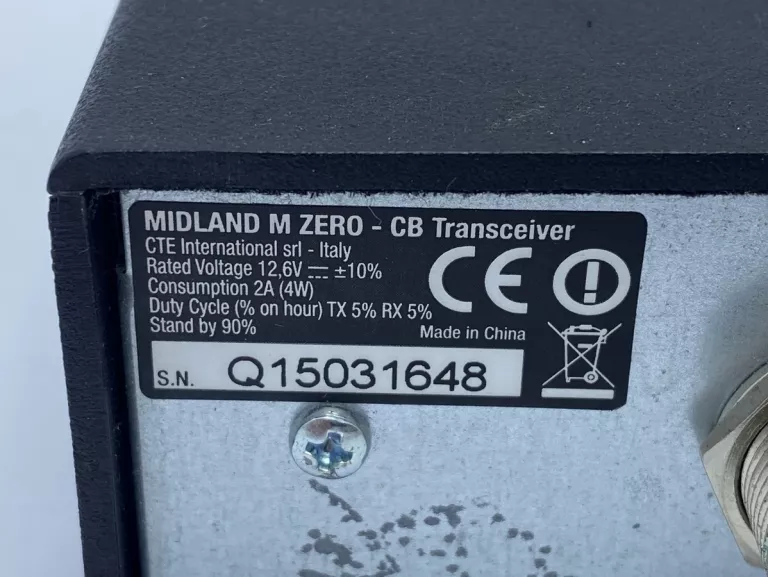 MIDLAND M ZERO - CB Transceiver
CTE International srl - Italy
Rated Voltage 12,6V ⎓ ±10%
Consumption 2A (4W)
Duty Cycle (% on hour) TX 5% RX 5%
Stand by 90%
CE
Made in China
S.N. Q15031648